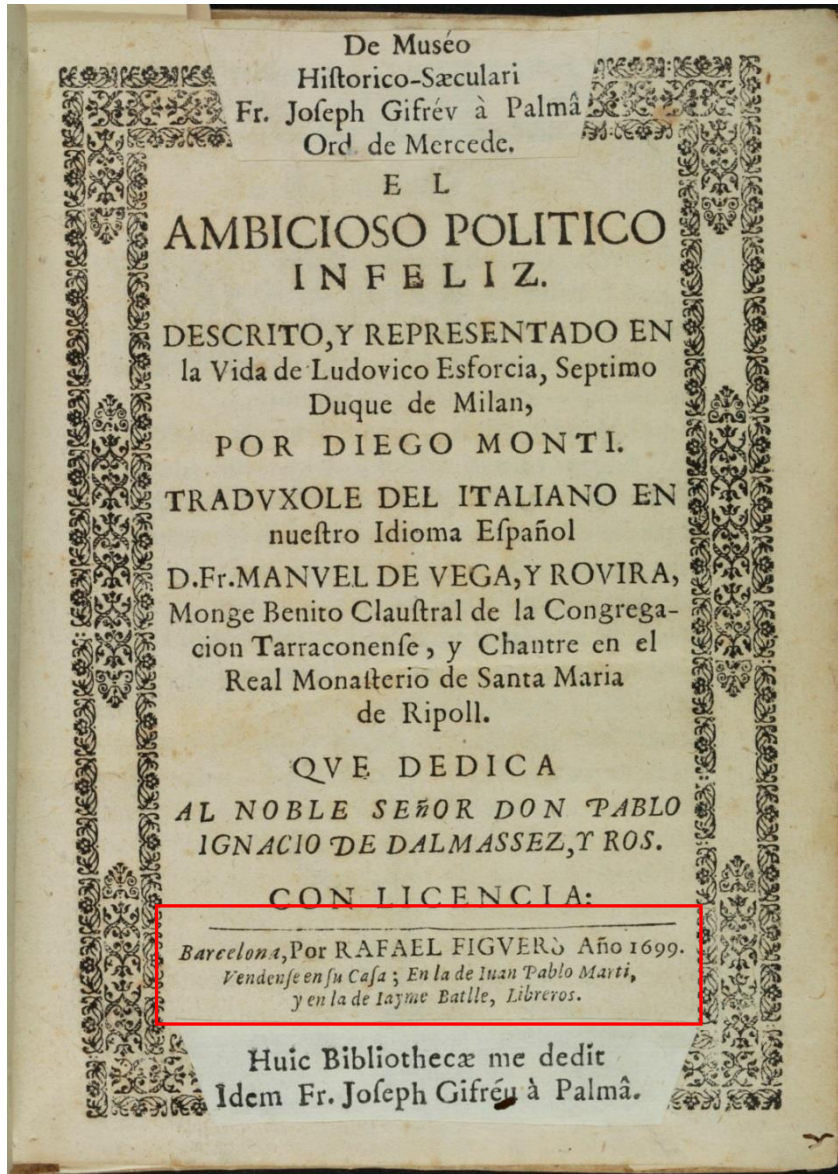 De Muséo
Hiſtorico-Sæculari
Fr. Joſeph Gifrév à Palmâ
Ord. de Mercede.
E L
AMBICIOSO POLITICO
INFELIZ.
DESCRITO, Y REPRESENTADO EN
la Vida de Ludovico Esforcia, Septimo
Duque de Milan,
POR DIEGO MONTI.
TRADVXOLE DEL ITALIANO EN
nueſtro Idioma Eſpañol
D.Fr.MANVEL DE VEGA, Y ROVIRA,
Monge Benito Clauſtral de la Congrega-
cion Tarraconenſe, y Chantre en el
Real Monaſterio de Santa Maria
de Ripoll.
QVE DEDICA
AL NOBLE SEñOR DON PABLO
IGNACIO DE DALMASSEZ, Y ROS.
CON LICENCIA:
Barcelona, Por RAFAEL FIGVERò Año 1699.
Vendenſe en ſu Caſa; En la de Iuan Pablo Marti,
y en la de Iayme Batlle, Libreros.
Huic Bibliothecæ me dedit
Idem Fr. Joſeph Gifréu à Palmâ.